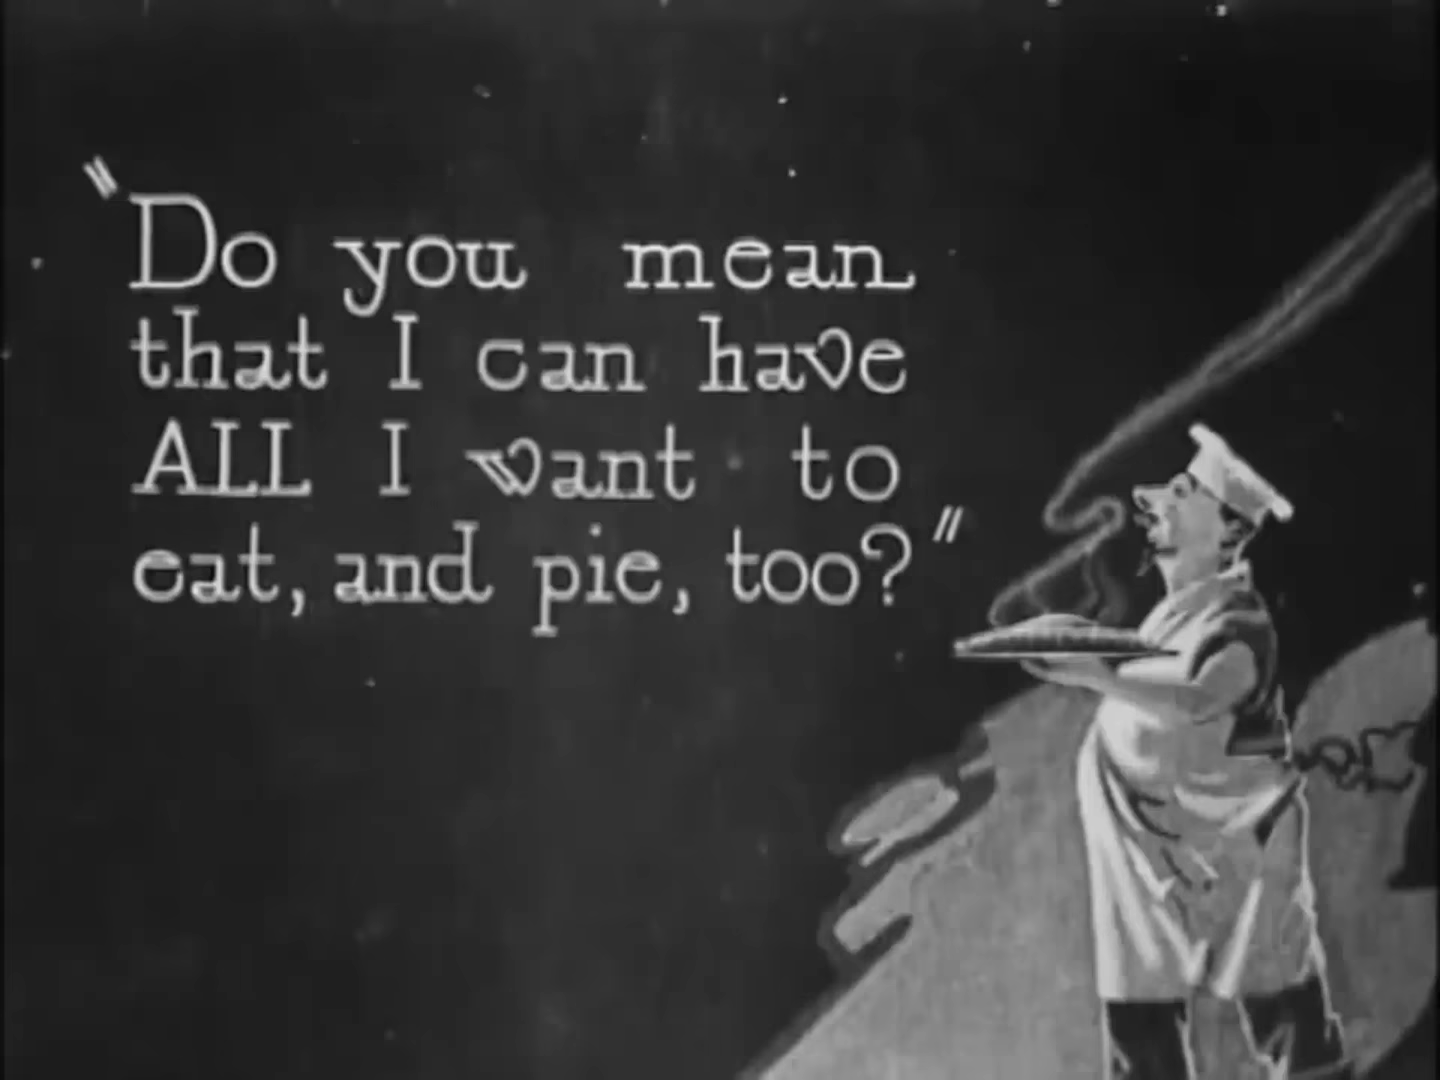 "Do you mean
that I can have
ALL I want to
eat, and pie, too?"